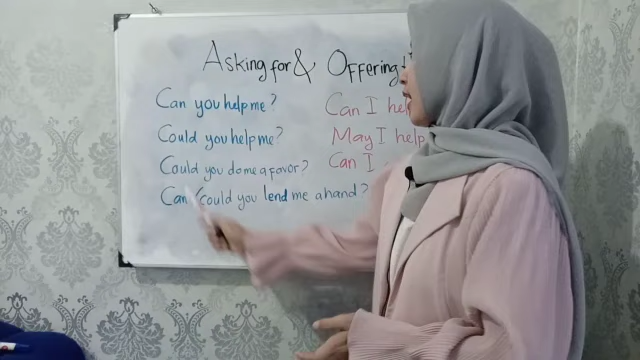 Asking for & Offering
Can you help me?
Could you help me?
Could you do me a favor?
Can/could you lend me a hand?
Can I
May I help
Can I